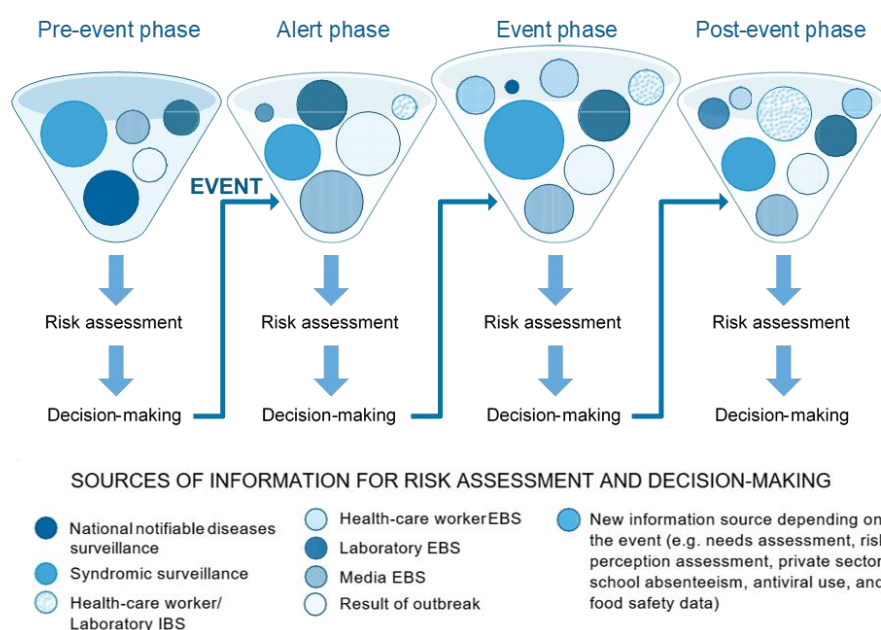 Pre-event phase
Alert phase
Event phase
Post-event phase
EVENT
Risk assessment
Risk assessment
Risk assessment
Risk assessment
Decision-making
Decision-making
Decision-making
Decision-making
SOURCES OF INFORMATION FOR RISK ASSESSMENT AND DECISION-MAKING
National notifiable diseases
surveillance
Syndromic surveillance
Health-care worker/
Laboratory IBS
Health-care worker EBS
Laboratory EBS
Media EBS
Result of outbreak
New information source depending on
the event (e.g. needs assessment, risk
perception assessment, private sector
school absenteeism, antiviral use, and
food safety data)